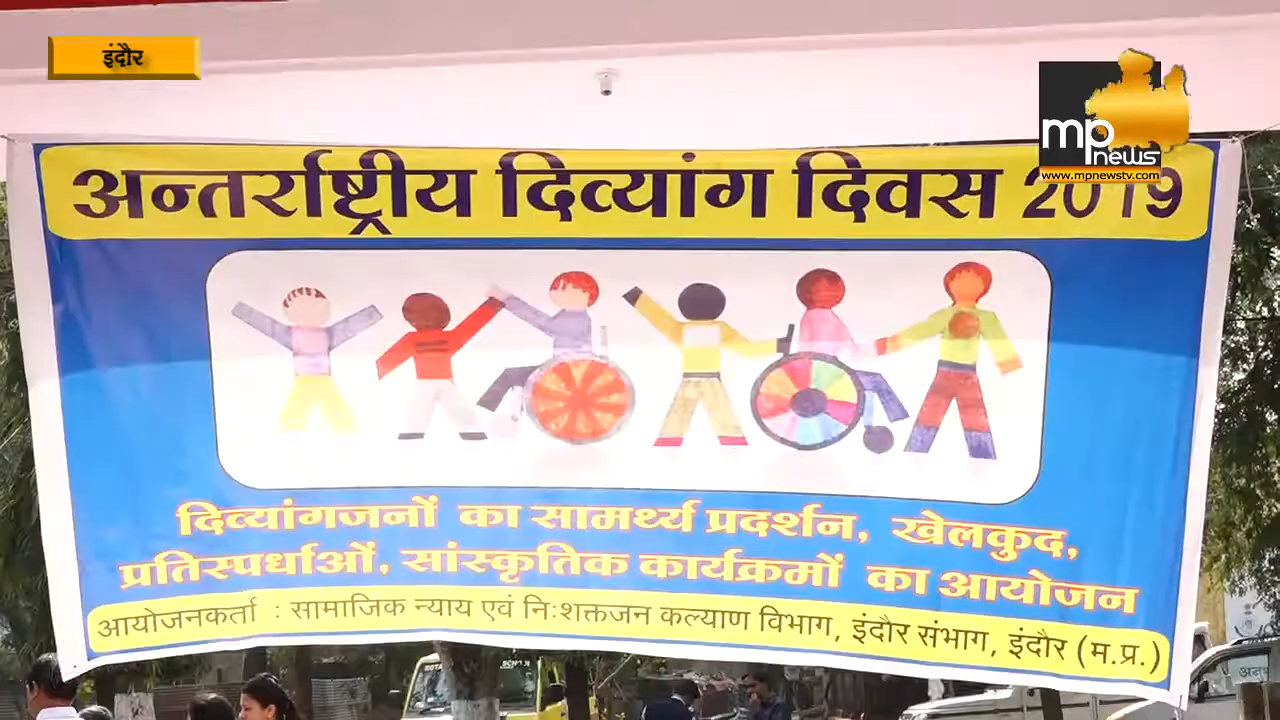 इंदौर
mp news
www.mpnewstv.com
अन्तर्राष्ट्रीय दिव्यांग दिवस 2019
दिव्यांगजनों का सामर्थ्य प्रदर्शन, खेलकुद,
प्रतिस्पर्धाओं, सांस्कृतिक कार्यक्रमों का आयोजन
आयोजनकर्ता : सामाजिक न्याय एवं निःशक्तजन कल्याण विभाग, इंदौर संभाग, इंदौर (म.प्र.)